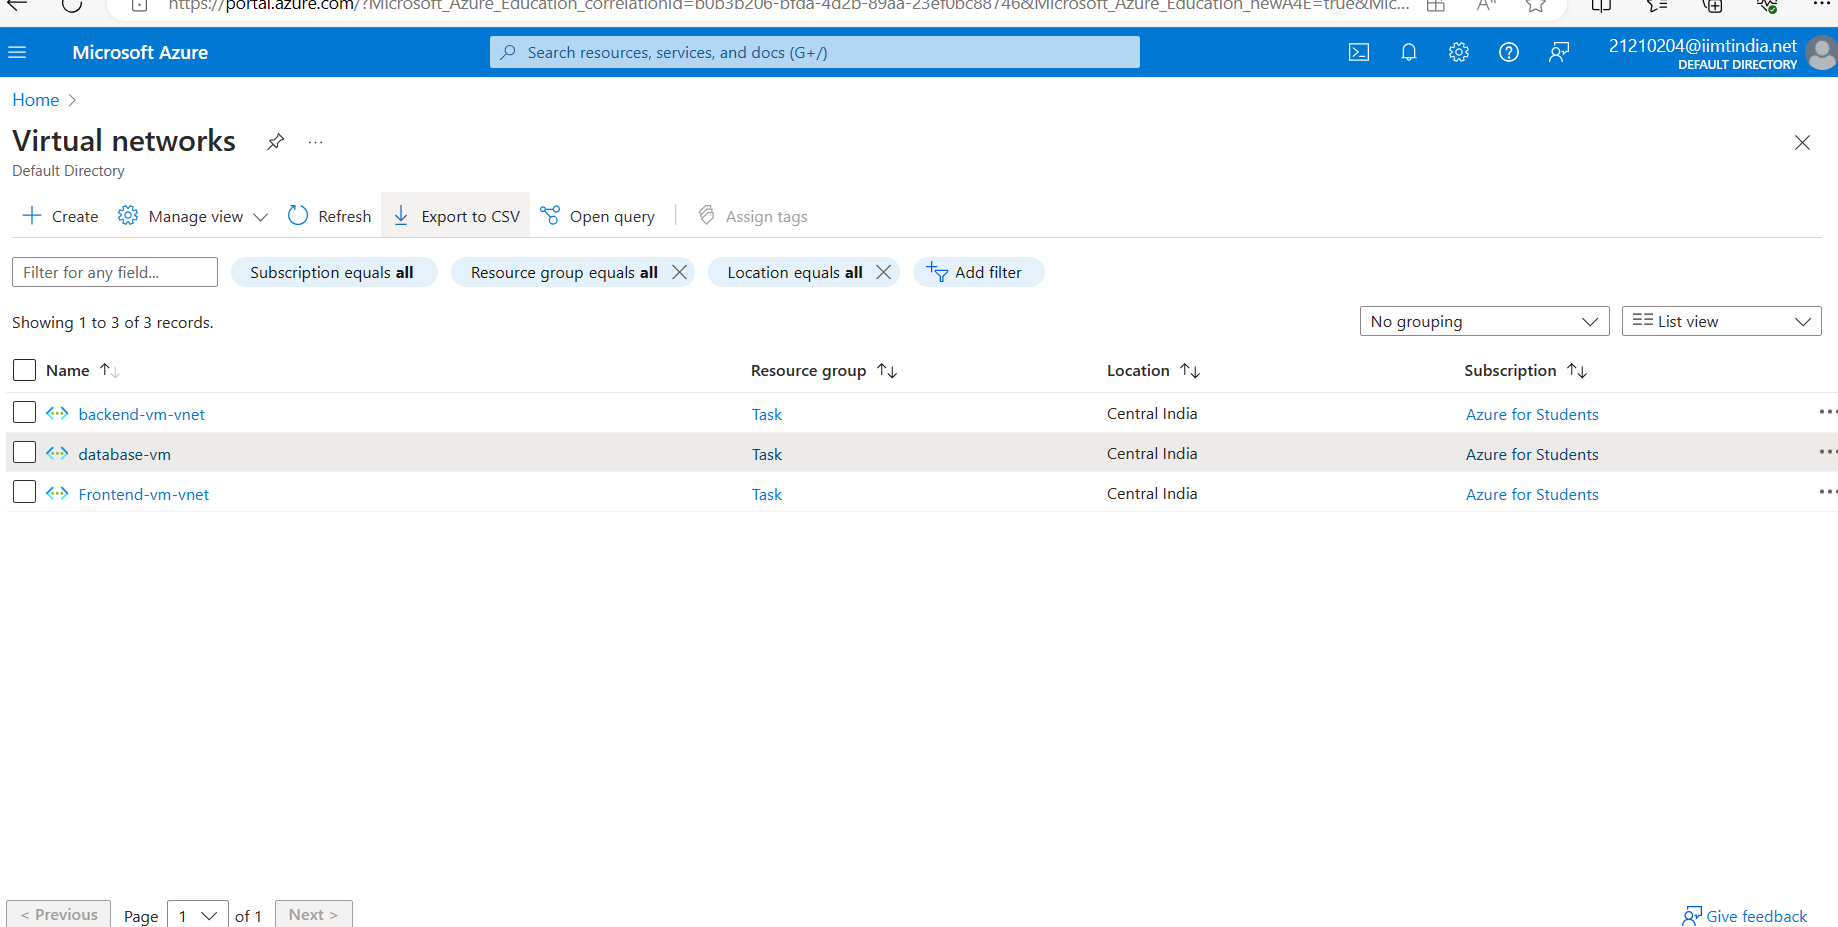 https://portal.azure.com/?Microsoft_Azure_Education_correlationId=b0b3b206-bfda-4d2b-89aa-23ef0bc88746&Microsoft_Azure_Education_newA4E=true&Mic...
Microsoft Azure
Search resources, services, and docs (G+/)
21210204@iimtindia.net
DEFAULT DIRECTORY
Home
Virtual networks
Default Directory
Create Manage view Refresh Export to CSV Open query Assign tags
Filter for any field... Subscription equals all Resource group equals all Location equals all Add filter
Showing 1 to 3 of 3 records. No grouping List view
Name Resource group Location Subscription
backend-vm-vnet Task Central India Azure for Students
database-vm Task Central India Azure for Students
Frontend-vm-vnet Task Central India Azure for Students
< Previous Page 1 of 1 Next > Give feedback